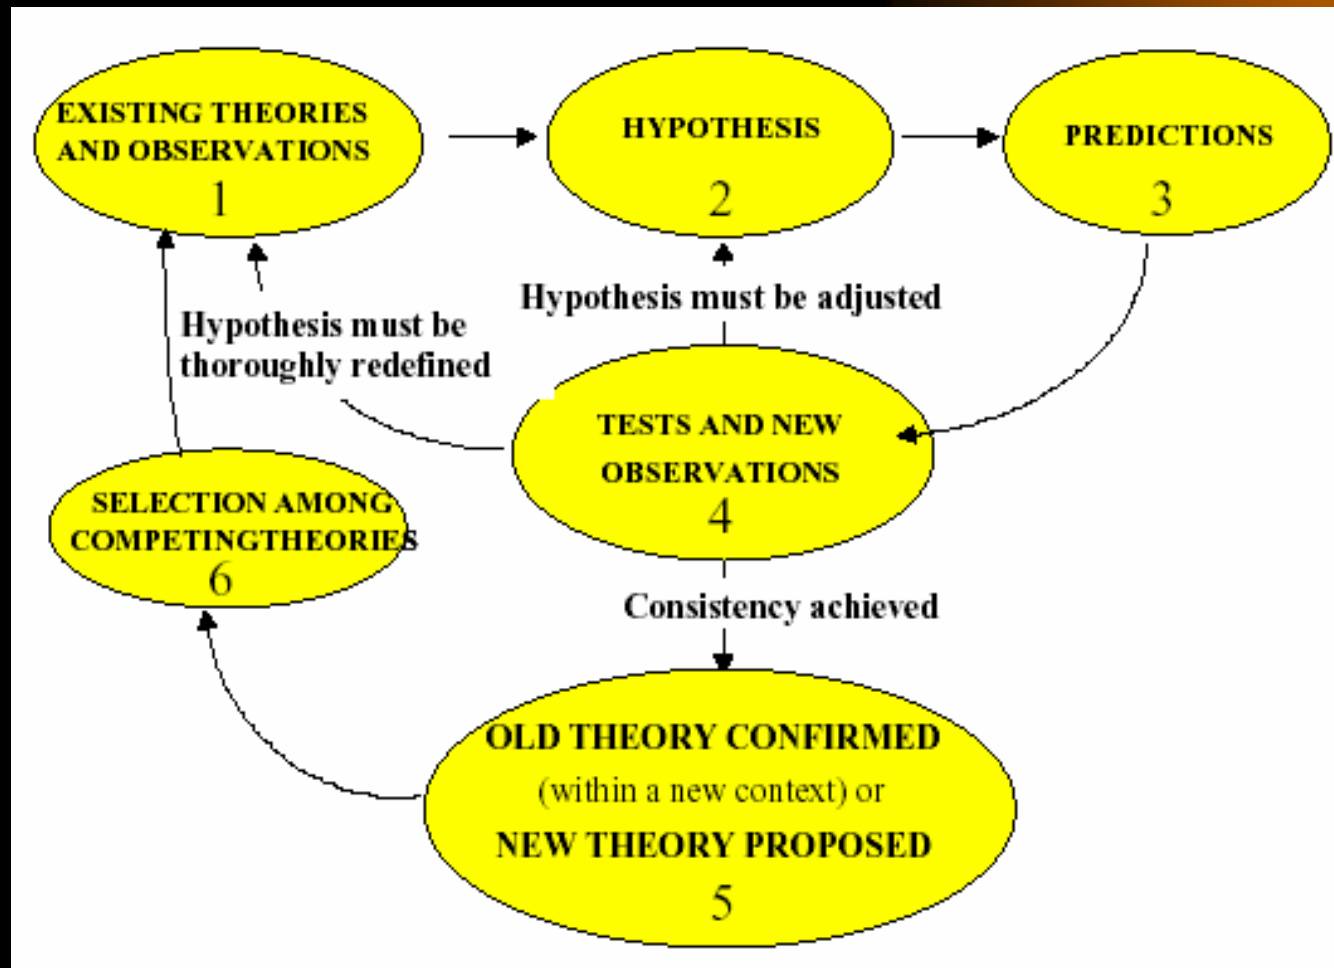 EXISTING THEORIES
AND OBSERVATIONS
1
HYPOTHESIS
2
PREDICTIONS
3
Hypothesis must be adjusted
Hypothesis must be
thoroughly redefined
TESTS AND NEW
OBSERVATIONS
4
SELECTION AMONG
COMPETINGTHEORIES
6
Consistency achieved
OLD THEORY CONFIRMED
(within a new context) or
NEW THEORY PROPOSED
5